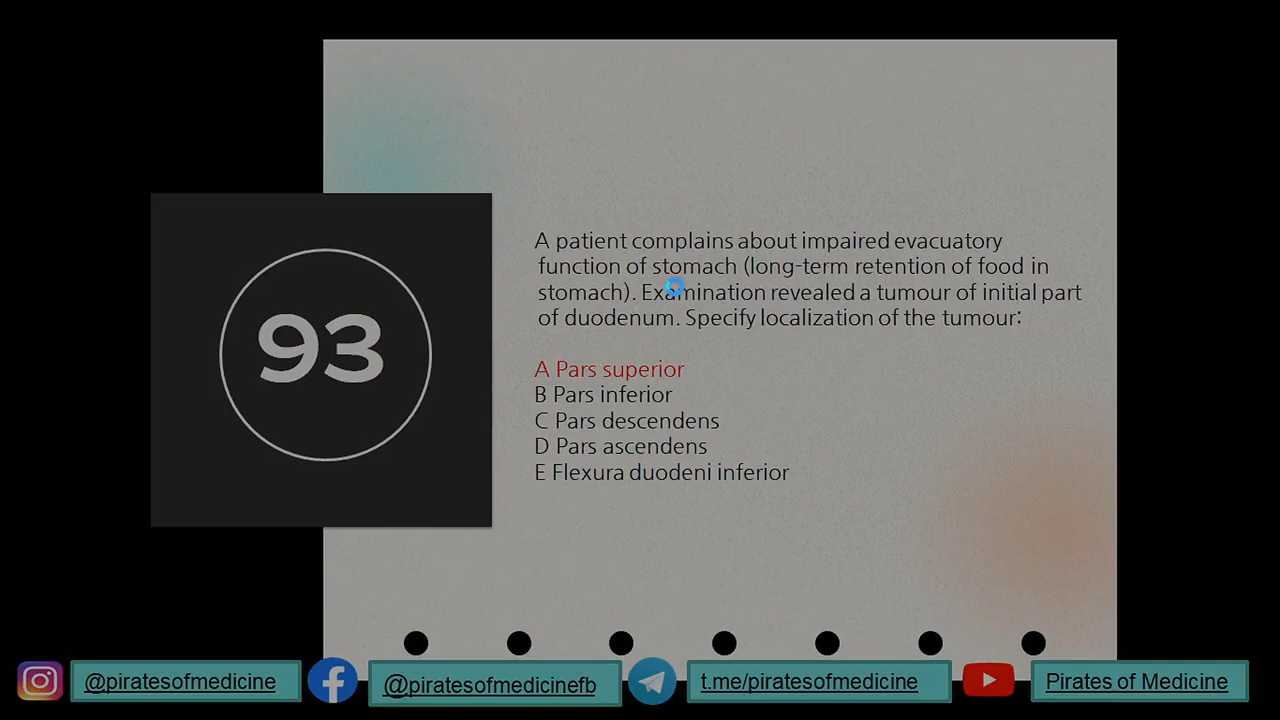 93
A patient complains about impaired evacuatory
function of stomach (long-term retention of food in
stomach). Examination revealed a tumour of initial part
of duodenum. Specify localization of the tumour:
A Pars superior
B Pars inferior
C Pars descendens
D Pars ascendens
E Flexura duodeni inferior
@piratesofmedicine
@piratesofmedicinefb
t.me/piratesofmedicine
Pirates of Medicine